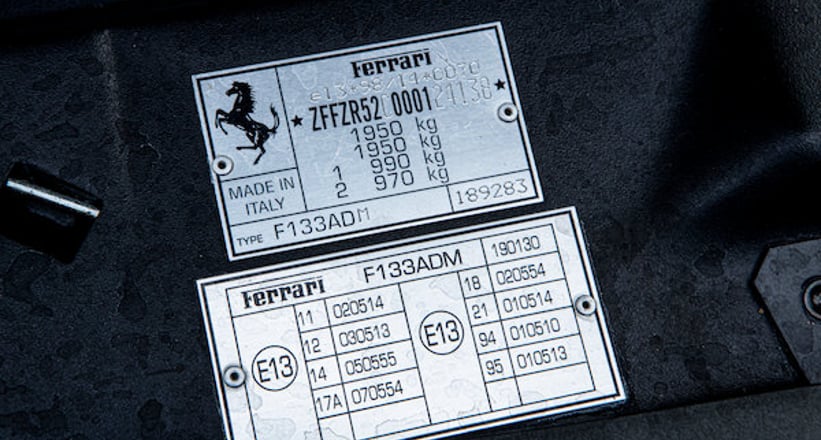 Ferrari
e13*98/14*0070
★ ZFFZR52C000124138 ★
1950 kg
1950 kg
1 990 kg
2 970 kg
MADE IN
ITALY
TYPE F133ADM
189283
Ferrari
F133ADM
190130
E13
11 020514
12 030513
14 050555
17A 070554
E13
18 020554
21 010514
94 010510
95 010513